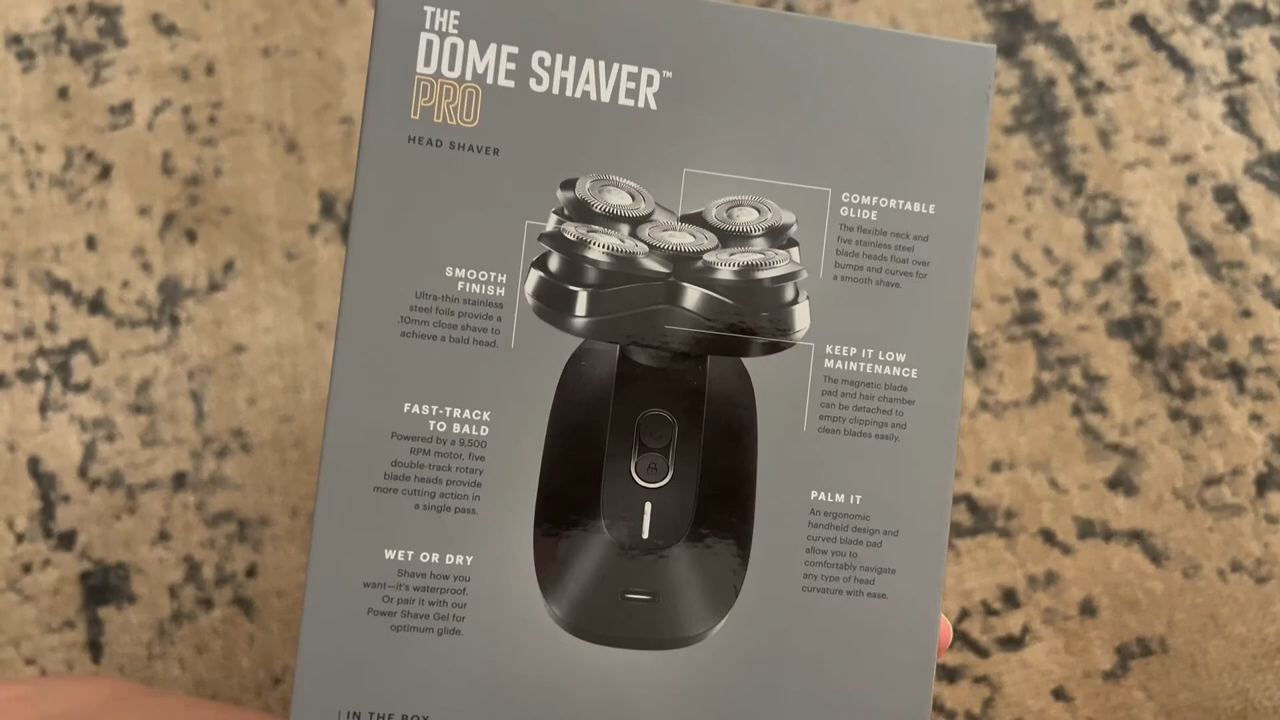 THE
DOME SHAVER™
PRO
HEAD SHAVER
SMOOTH
FINISH
Ultra-thin stainless
steel foils provide a
.10mm close shave to
achieve a bald head.
FAST-TRACK
TO BALD
Powered by a 9,500
RPM motor, five
double-track rotary
blade heads provide
more cutting action in
a single pass.
WET OR DRY
Shave how you
want—it's waterproof.
Or pair it with our
Power Shave Gel for
optimum glide.
COMFORTABLE
GLIDE
The flexible neck and
five stainless steel
blade heads float over
bumps and curves for
a smooth shave.
KEEP IT LOW
MAINTENANCE
The magnetic blade
pad and hair chamber
can be detached to
empty clippings and
clean blades easily.
PALM IT
An ergonomic
handheld design and
curved blade pad
allow you to
comfortably navigate
any type of head
curvature with ease.
| IN THE BOX